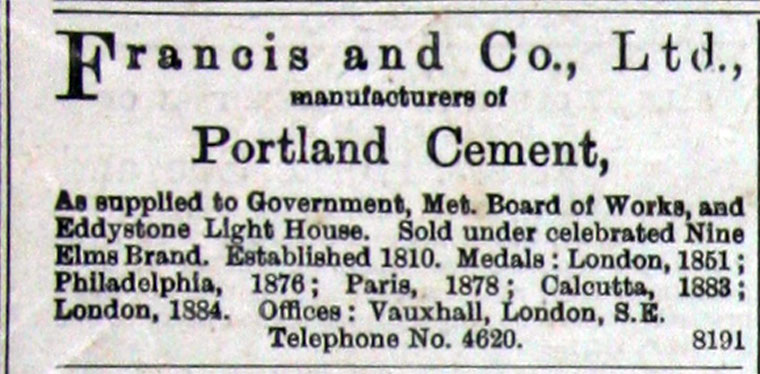 Francis and Co., Ltd.,
manufacturers of
Portland Cement,
As supplied to Government, Met. Board of Works, and
Eddystone Light House. Sold under celebrated Nine
Elms Brand. Established 1810. Medals: London, 1851;
Philadelphia, 1876; Paris, 1878; Calcutta, 1883;
London, 1884. Offices: Vauxhall, London, S.E.
Telephone No. 4620. 8191